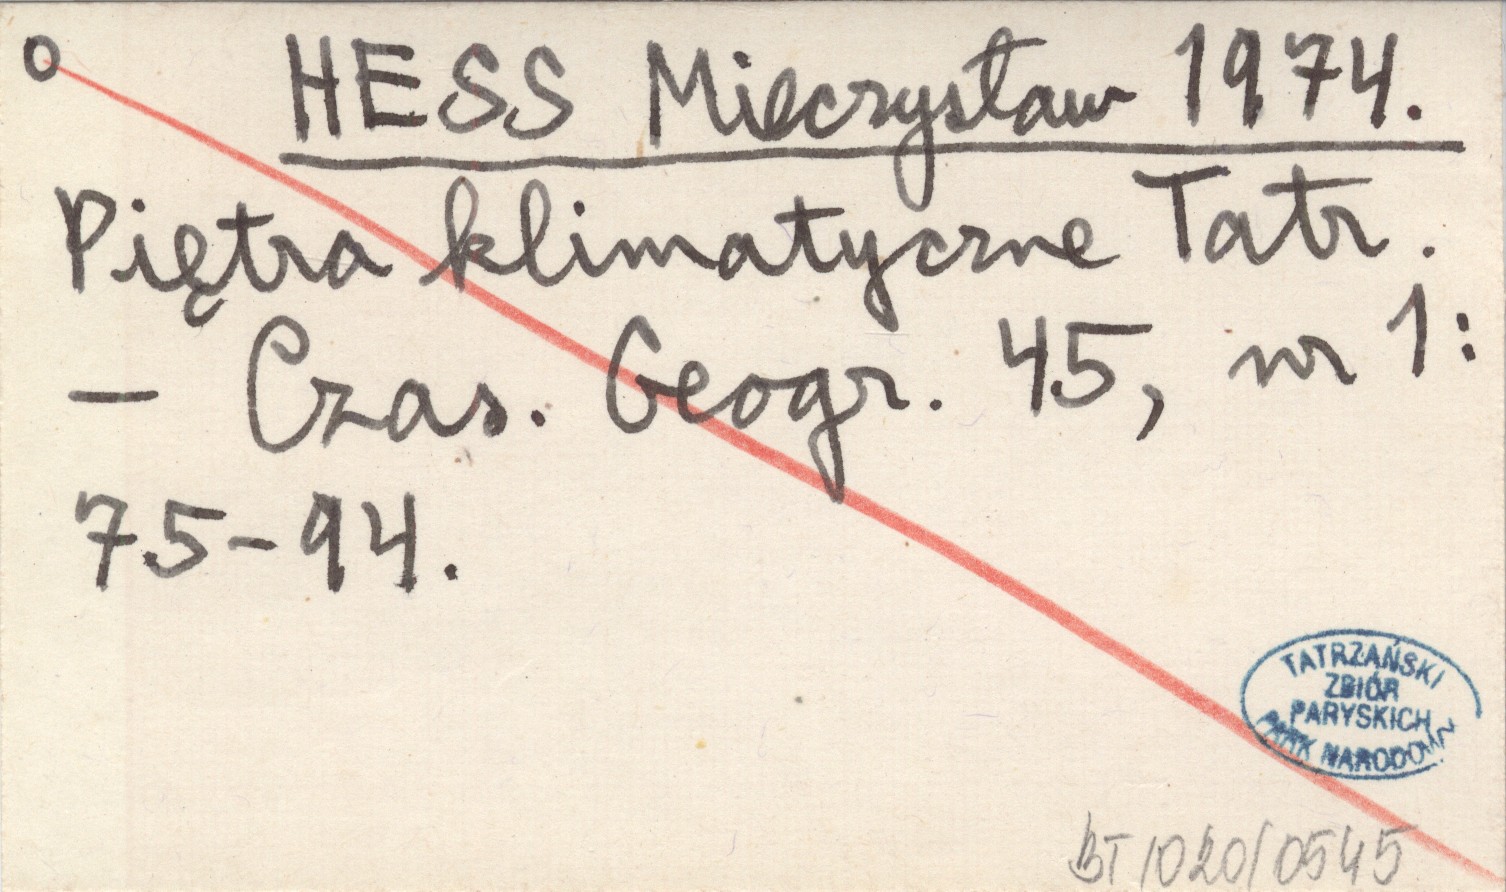 O HESS Mieczysław 1974.
Piętra klimatyczne Tatr.
- Czas. Geogr. 45, nr 1:
75-94.
TATRZAŃSKI
ZBIÓR
PARYSKICH
PARK NARODOWY
BT/020/0545